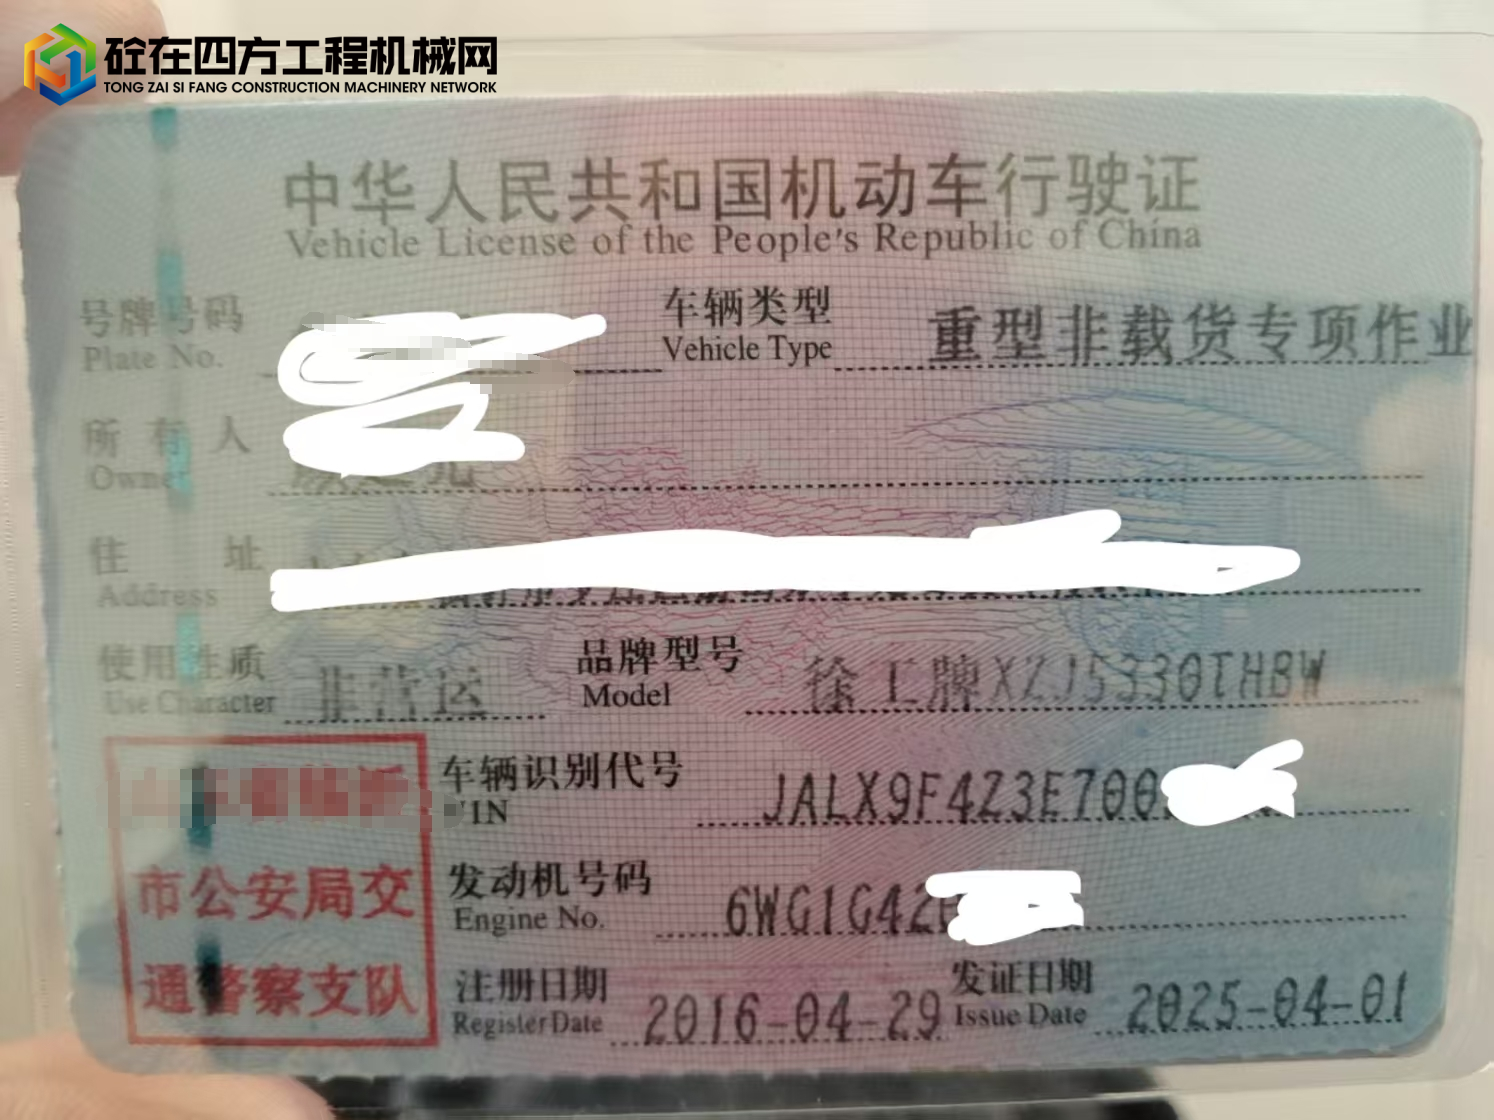 砼在四方工程机械网
TONG ZAI SI FANG CONSTRUCTION MACHINERY NETWORK
中华人民共和国机动车行驶证
Vehicle License of the People's Republic of China
号牌号码
Plate No.
车辆类型 重型非载货专项作业
Vehicle Type
所有人
Owner
住址
Address
使用性质 非营运
Use Character
品牌型号 徐工牌XZJ5330THBW
Model
车辆识别代号 JALX9F4Z3E700
VIN
发动机号码 6WG1G42
Engine No.
注册日期 2016-04-29
Register Date
发证日期 2025-04-01
Issue Date
市公安局交
通警察支队